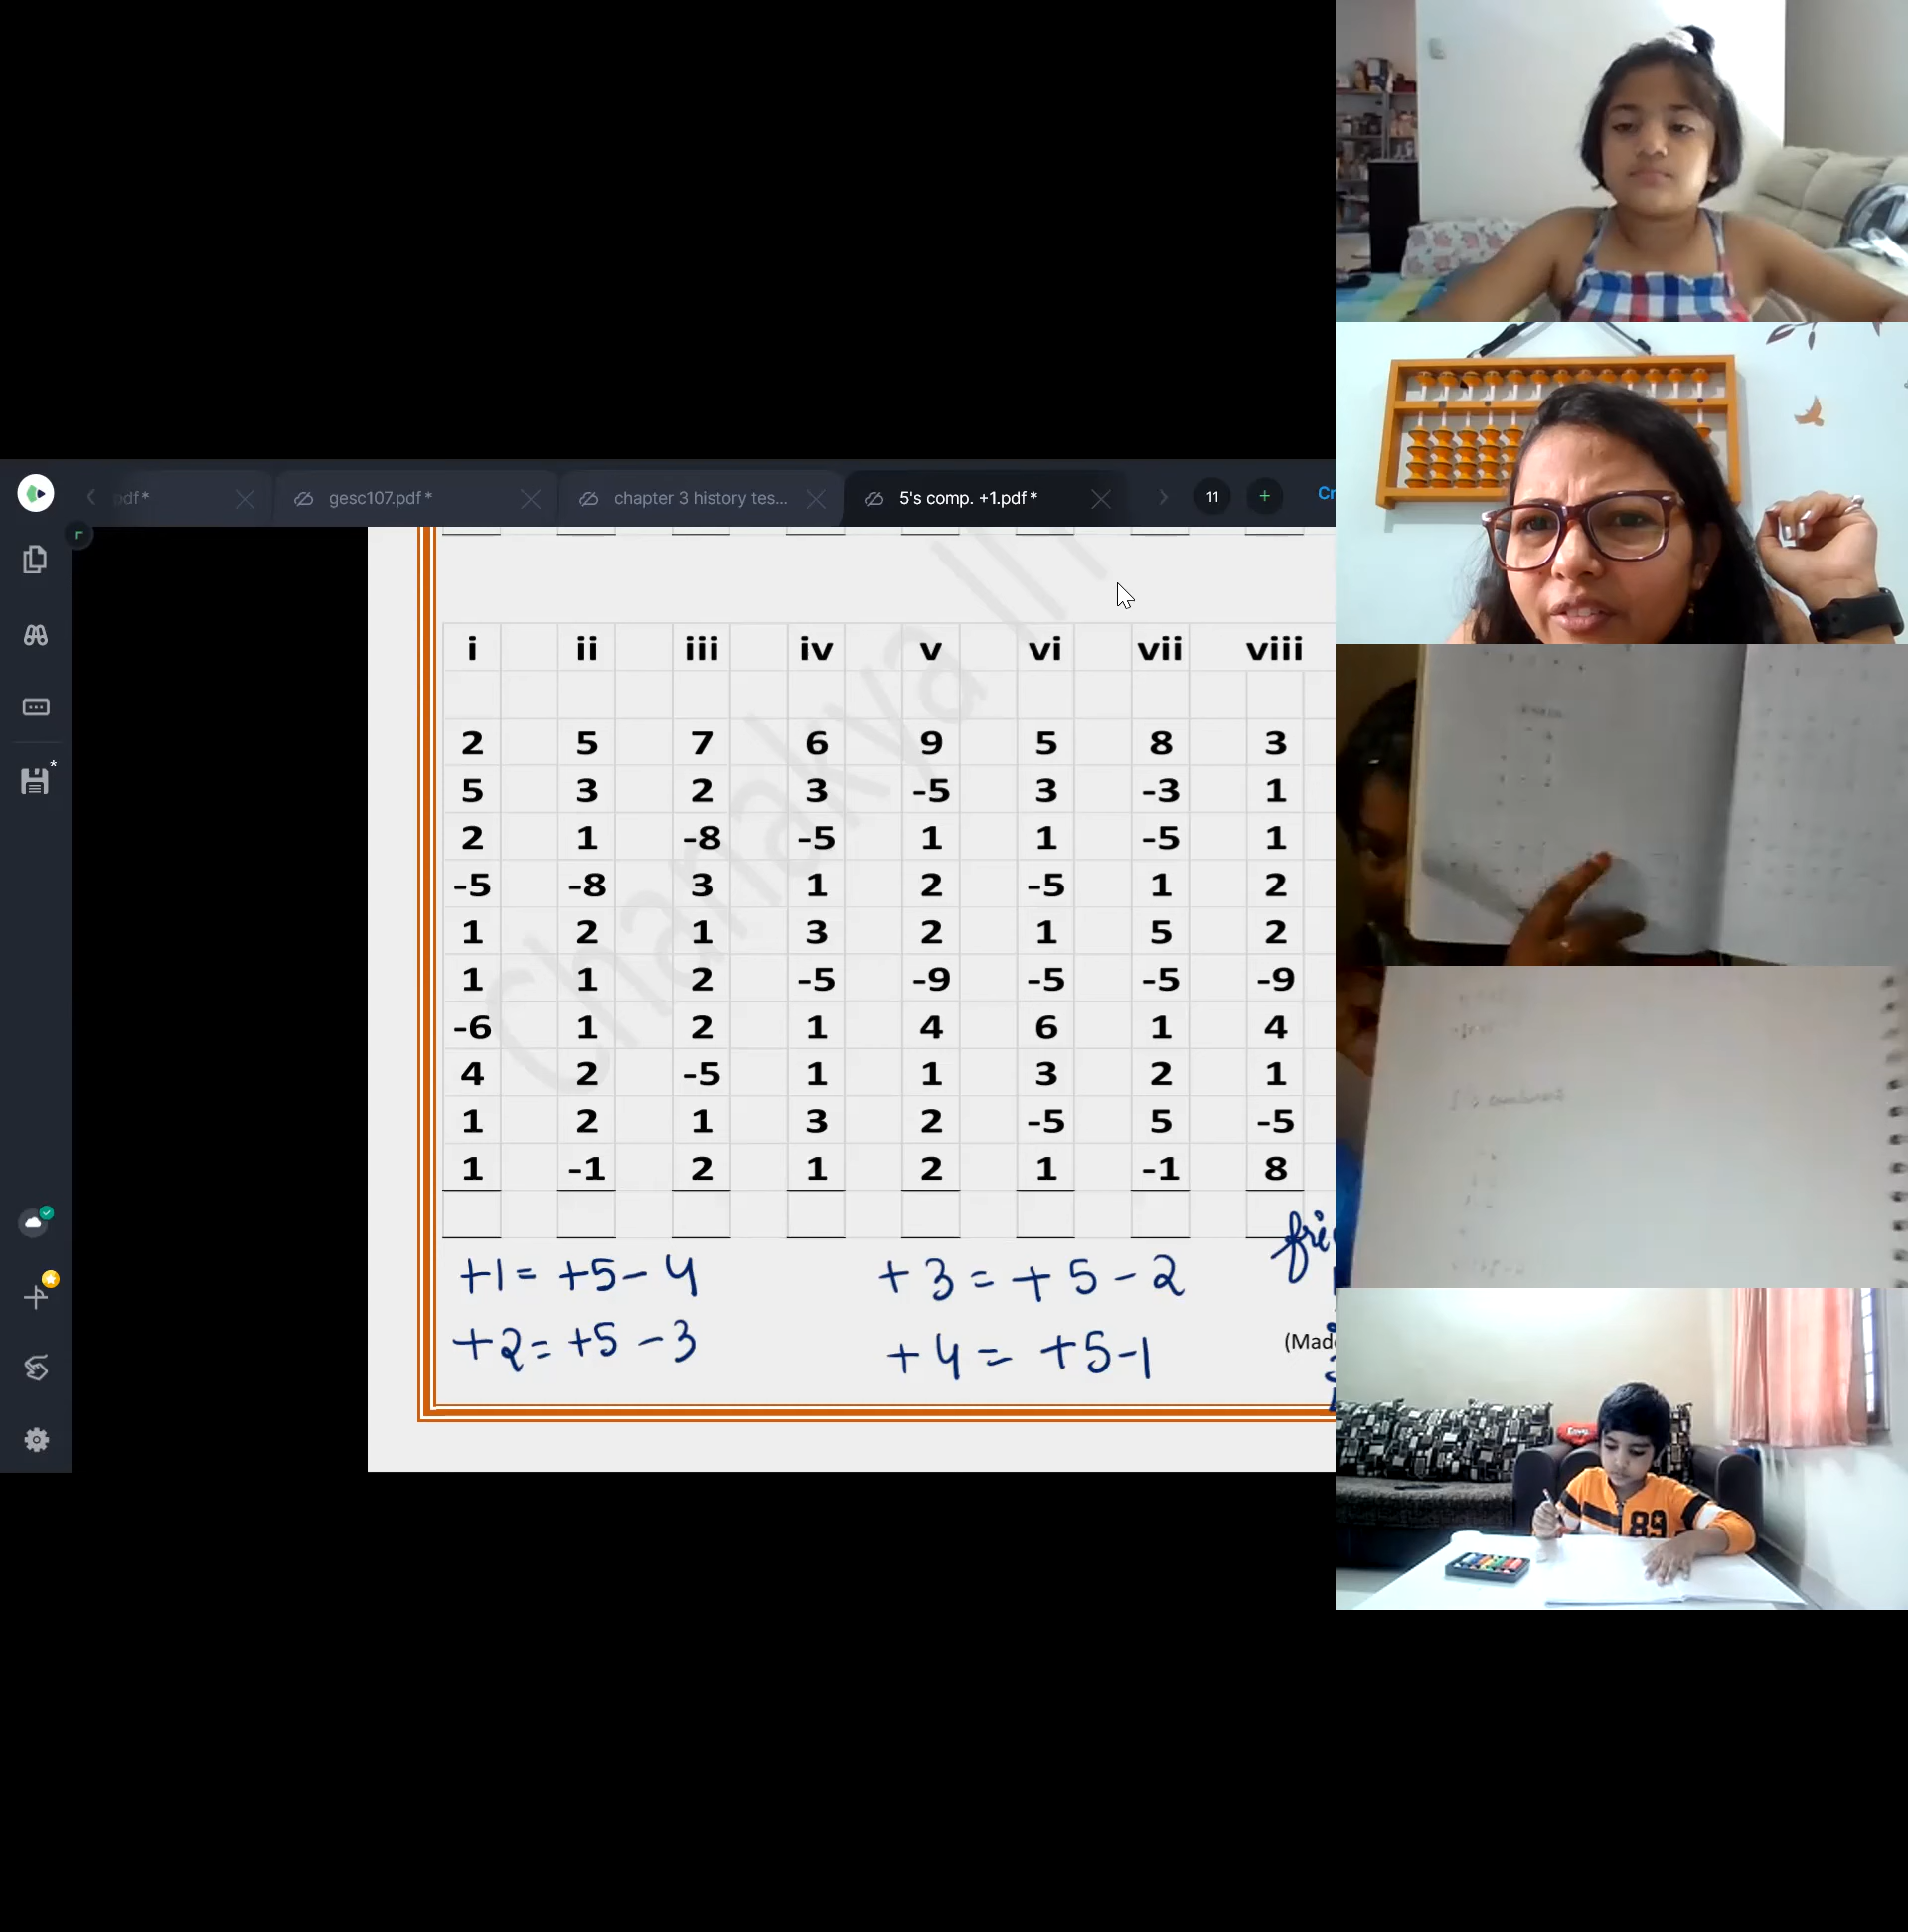 pdf*
gesc107.pdf*
chapter 3 history tes...
5's comp. +1.pdf*
11
+
i ii iii iv v vi vii viii
2 5 7 6 9 5 8 3
5 3 2 3 -5 3 -3 1
2 1 -8 -5 1 1 -5 1
-5 -8 3 1 2 -5 1 2
1 2 1 3 2 1 5 2
1 1 2 -5 -9 -5 -5 -9
-6 1 2 1 4 6 1 4
4 2 -5 1 1 3 2 1
1 2 1 3 2 -5 5 -5
1 -1 2 1 2 1 -1 8
Chanakya
+1 = +5 - 4
+3 = +5 - 2
+2 = +5 - 3
+4 = +5 - 1
89